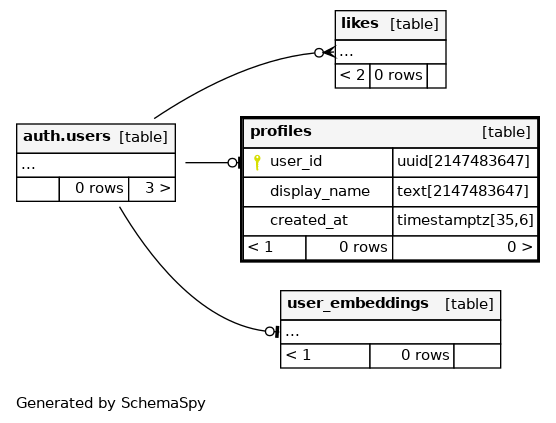 likes [table]
...
< 2 0 rows
auth.users [table]
...
0 rows 3 >
profiles [table]
user_id uuid[2147483647]
display_name text[2147483647]
created_at timestamptz[35,6]
< 1 0 rows 0 >
user_embeddings [table]
...
< 1 0 rows
Generated by SchemaSpy